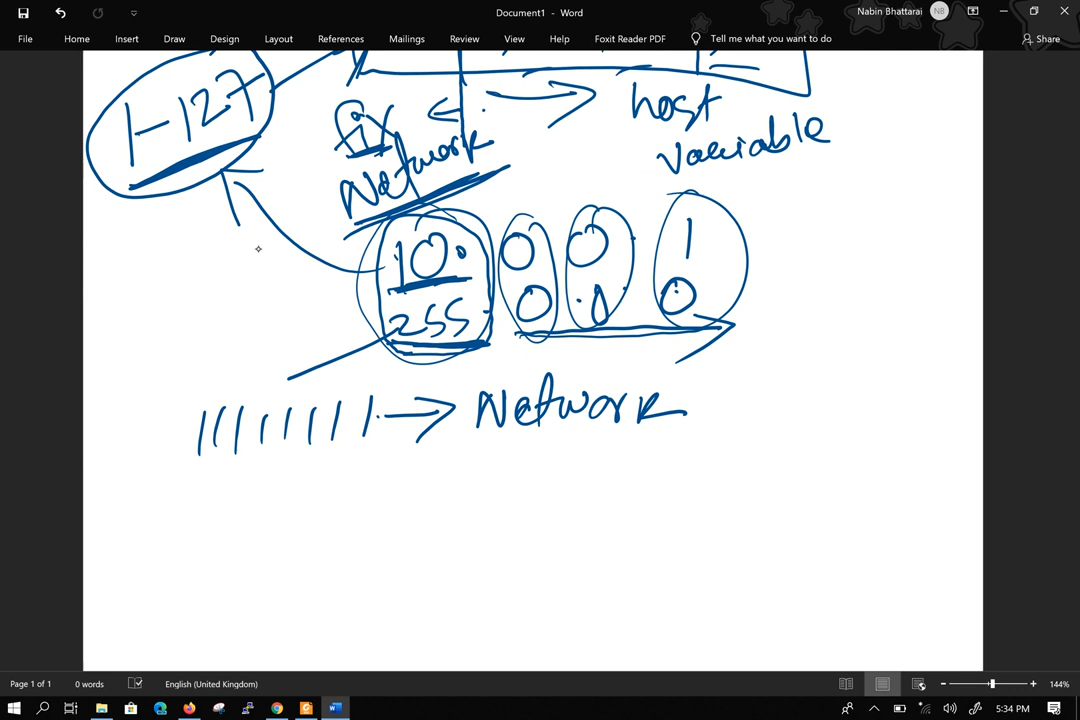 Document1 - Word
Nabin Bhattarai NB
File Home Insert Draw Design Layout References Mailings Review View Help Foxit Reader PDF Tell me what you want to do Share
1-127
fix
host
Network
variable
10. 0 0. 1
255 0 .0. 0
→ Network
Page 1 of 1 0 words English (United Kingdom) 144%
5:34 PM